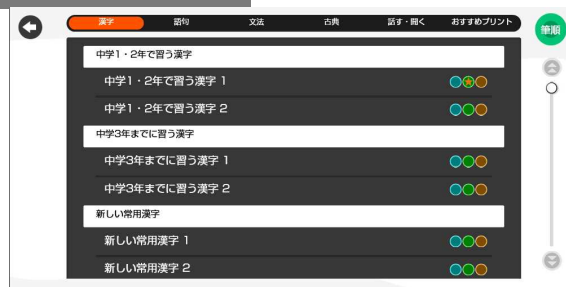 漢字 語句 文法 古典 話す・聞く おすすめプリント
筆順
中学1・2年で習う漢字
中学1・2年で習う漢字 1
中学1・2年で習う漢字 2
中学3年までに習う漢字
中学3年までに習う漢字 1
中学3年までに習う漢字 2
新しい常用漢字
新しい常用漢字 1
新しい常用漢字 2